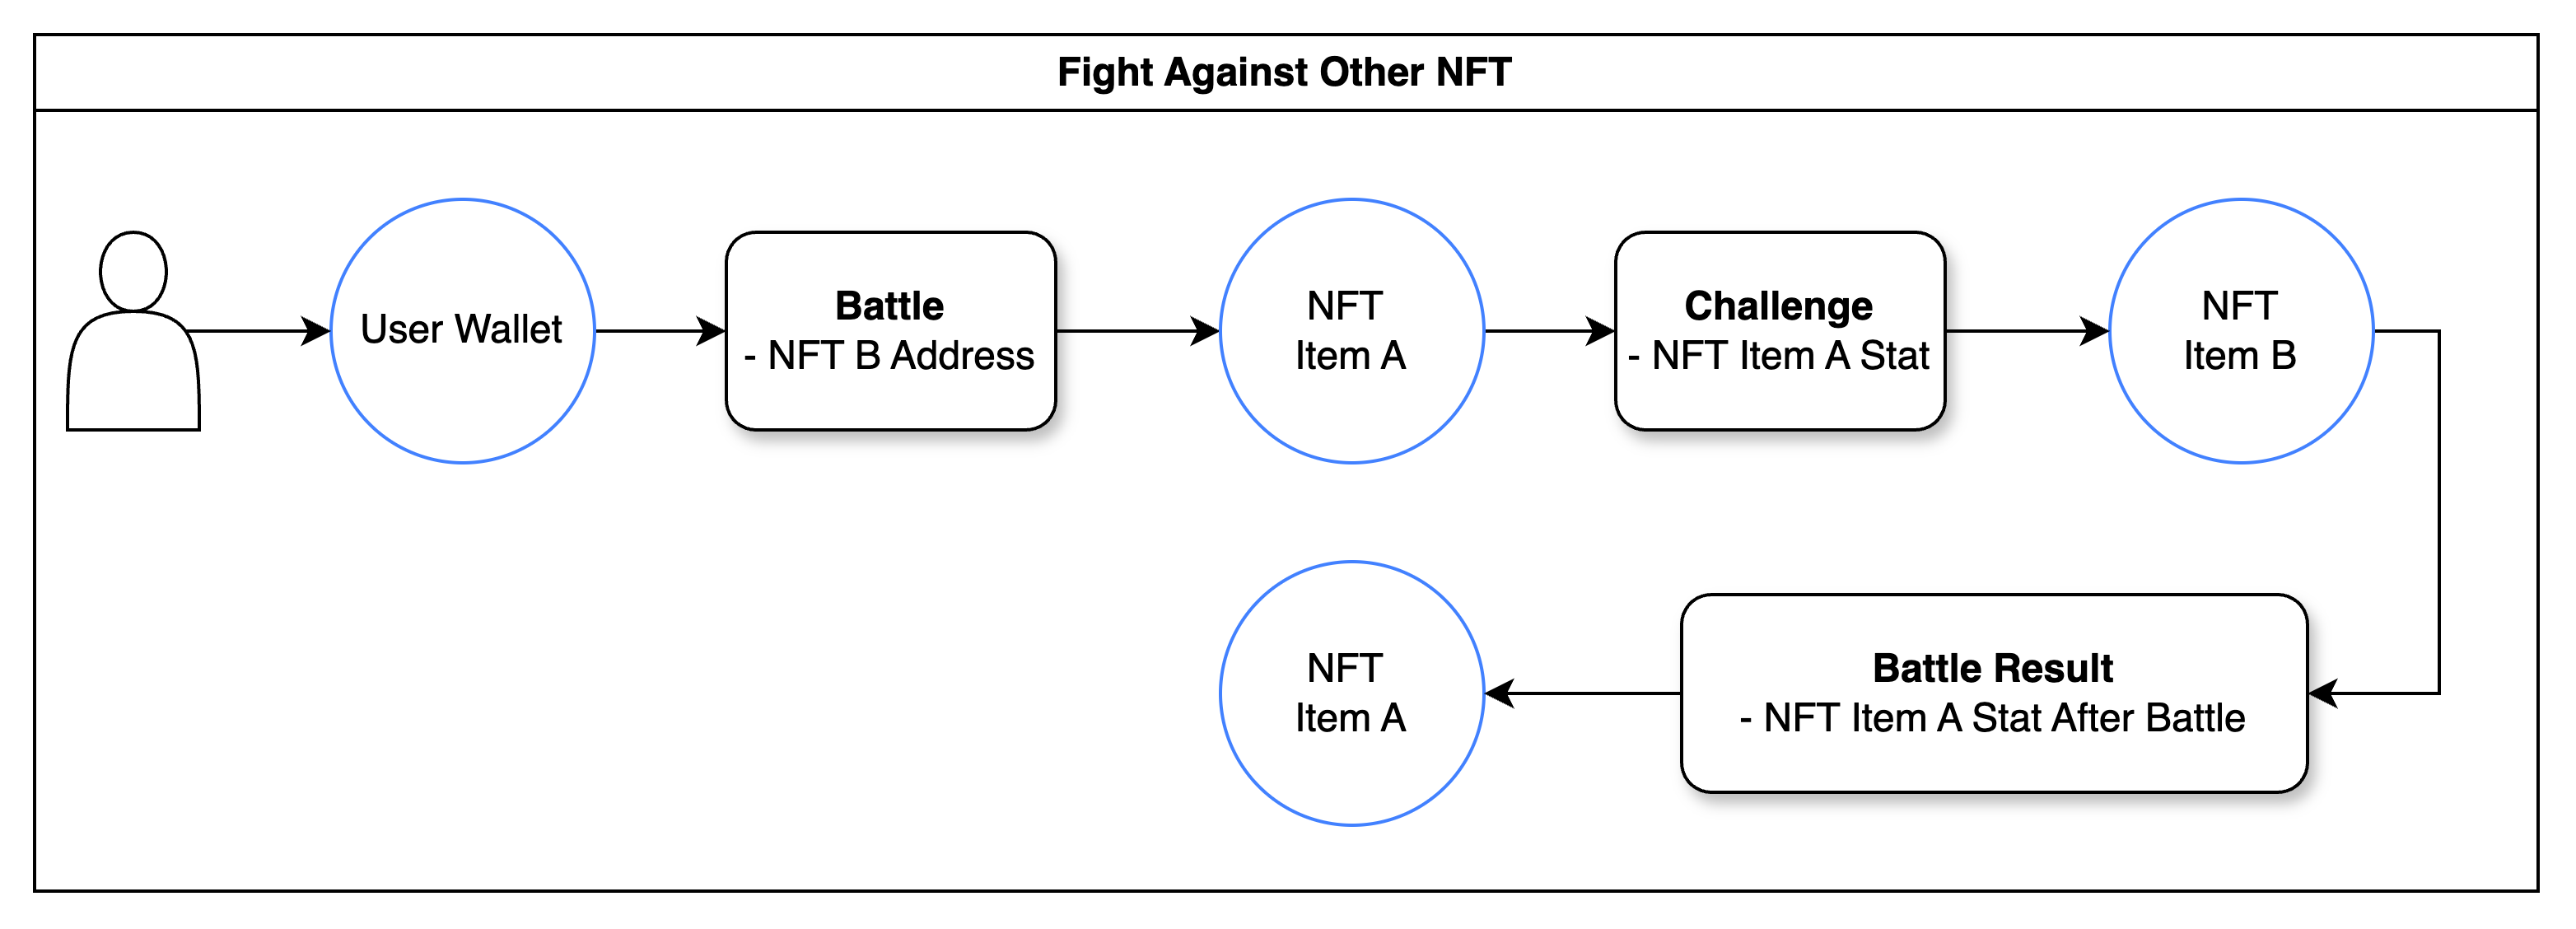 Fight Against Other NFT
User Wallet
Battle
- NFT B Address
NFT
Item A
Challenge
- NFT Item A Stat
NFT
Item B
NFT
Item A
Battle Result
- NFT Item A Stat After Battle